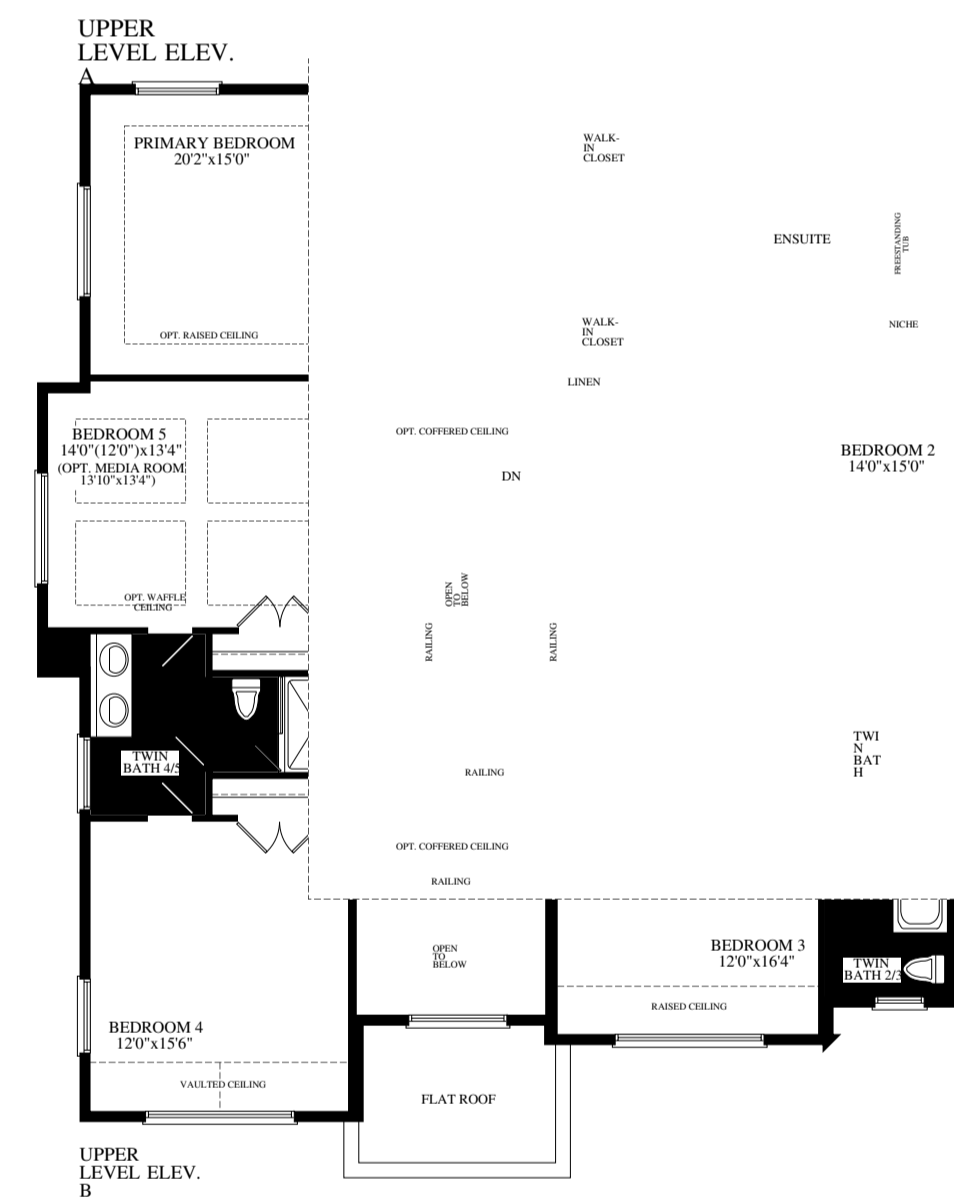 UPPER
LEVEL ELEV.
A
PRIMARY BEDROOM
20'2"x15'0"
OPT. RAISED CEILING
WALK-
IN
CLOSET
ENSUITE
FREESTANDING
TUB
NICHE
WALK-
IN
CLOSET
LINEN
OPT. COFFERED CEILING
DN
BEDROOM 2
14'0"x15'0"
BEDROOM 5
14'0"(12'0")x13'4"
(OPT. MEDIA ROOM
13'10"x13'4")
OPT. WAFFLE
CEILING
OPEN
TO
BELOW
RAILING
RAILING
TWIN
BATH 4/5
TWI
N
BAT
H
RAILING
OPT. COFFERED CEILING
RAILING
OPEN
TO
BELOW
BEDROOM 3
12'0"x16'4"
RAISED CEILING
TWIN
BATH 2/3
BEDROOM 4
12'0"x15'6"
VAULTED CEILING
FLAT ROOF
UPPER
LEVEL ELEV.
B